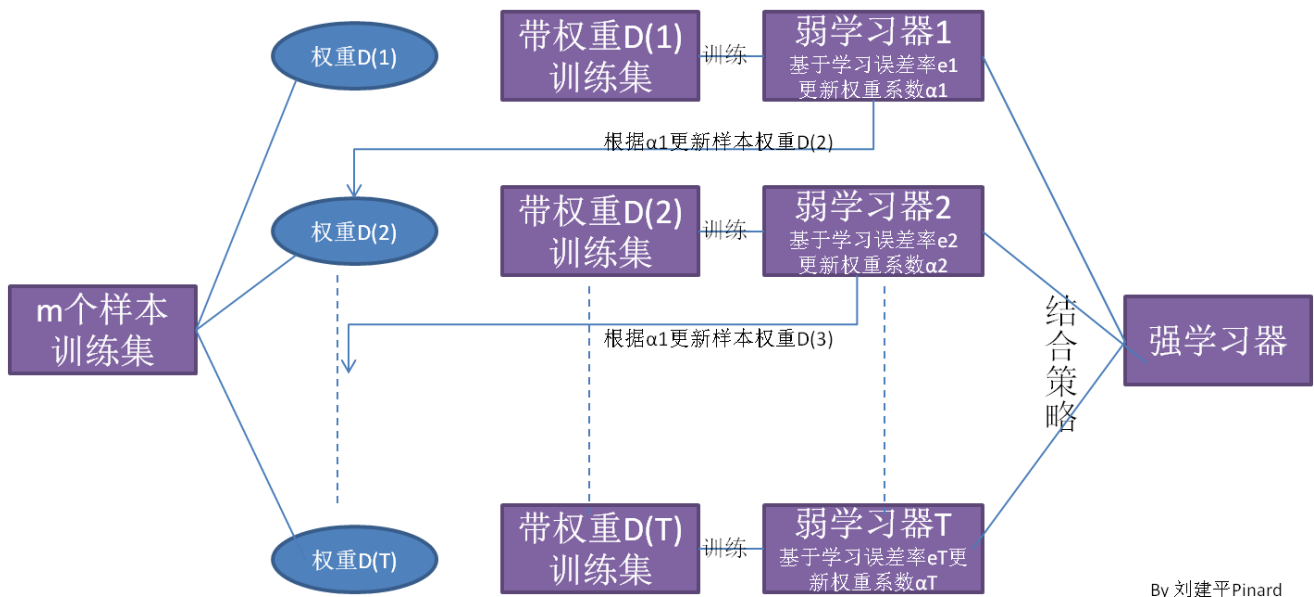 权重D(1)
带权重D(1)
训练集
训练
弱学习器1
基于学习误差率e1
更新权重系数α1
根据α1更新样本权重D(2)
权重D(2)
带权重D(2)
训练集
训练
弱学习器2
基于学习误差率e2
更新权重系数α2
m个样本
训练集
根据α1更新样本权重D(3)
结
合
策
略
强学习器
权重D(T)
带权重D(T)
训练集
训练
弱学习器T
基于学习误差率eT更
新权重系数αT
By 刘建平Pinard